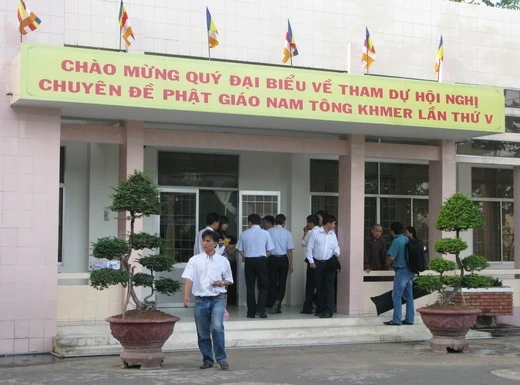 CHÀO MỪNG QUÝ ĐẠI BIỂU VỀ THAM DỰ HỘI NGHỊ
CHUYÊN ĐỀ PHẬT GIÁO NAM TÔNG KHMER LẦN THỨ V